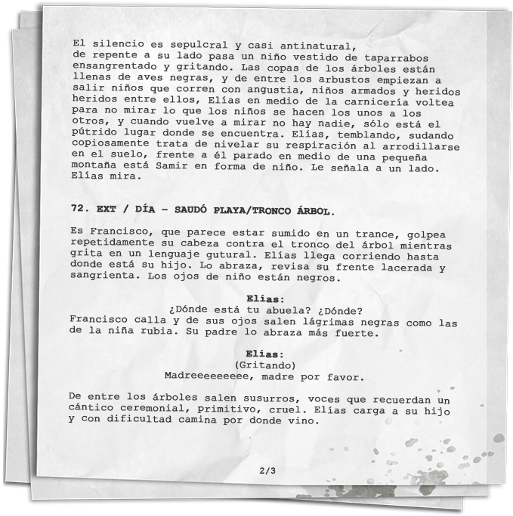 El silencio es sepulcral y casi antinatural,
de repente a su lado pasa un niño vestido de taparrabos
ensangrentado y gritando. Las copas de los árboles están
llenas de aves negras, y de entre los arbustos empiezan a
salir niños que corren con angustia, niños armados y heridos
heridos entre ellos, Elías en medio de la carnicería voltea
para no mirar lo que los niños se hacen los unos a los
otros, y cuando vuelve a mirar no hay nadie, sólo está el
pútrido lugar donde se encuentra. Elías, temblando, sudando
copiosamente trata de nivelar su respiración al arrodillarse
en el suelo, frente a él parado en medio de una pequeña
montaña está Samir en forma de niño. Le señala a un lado.
Elías mira.
72. EXT / DÍA - SAUDÓ PLAYA/TRONCO ÁRBOL.
Es Francisco, que parece estar sumido en un trance, golpea
repetidamente su cabeza contra el tronco del árbol mientras
grita en un lenguaje gutural. Elías llega corriendo hasta
donde está su hijo. Lo abraza, revisa su frente lacerada y
sangrienta. Los ojos de niño están negros.
Elías:
¿Dónde está tu abuela? ¿Dónde?
Francisco calla y de sus ojos salen lágrimas negras como las
de la niña rubia. Su padre lo abraza más fuerte.
Elías:
(Gritando)
Madreeeeeeeee, madre por favor.
De entre los árboles salen susurros, voces que recuerdan un
cántico ceremonial, primitivo, cruel. Elías carga a su hijo
y con dificultad camina por donde vino.
2/3